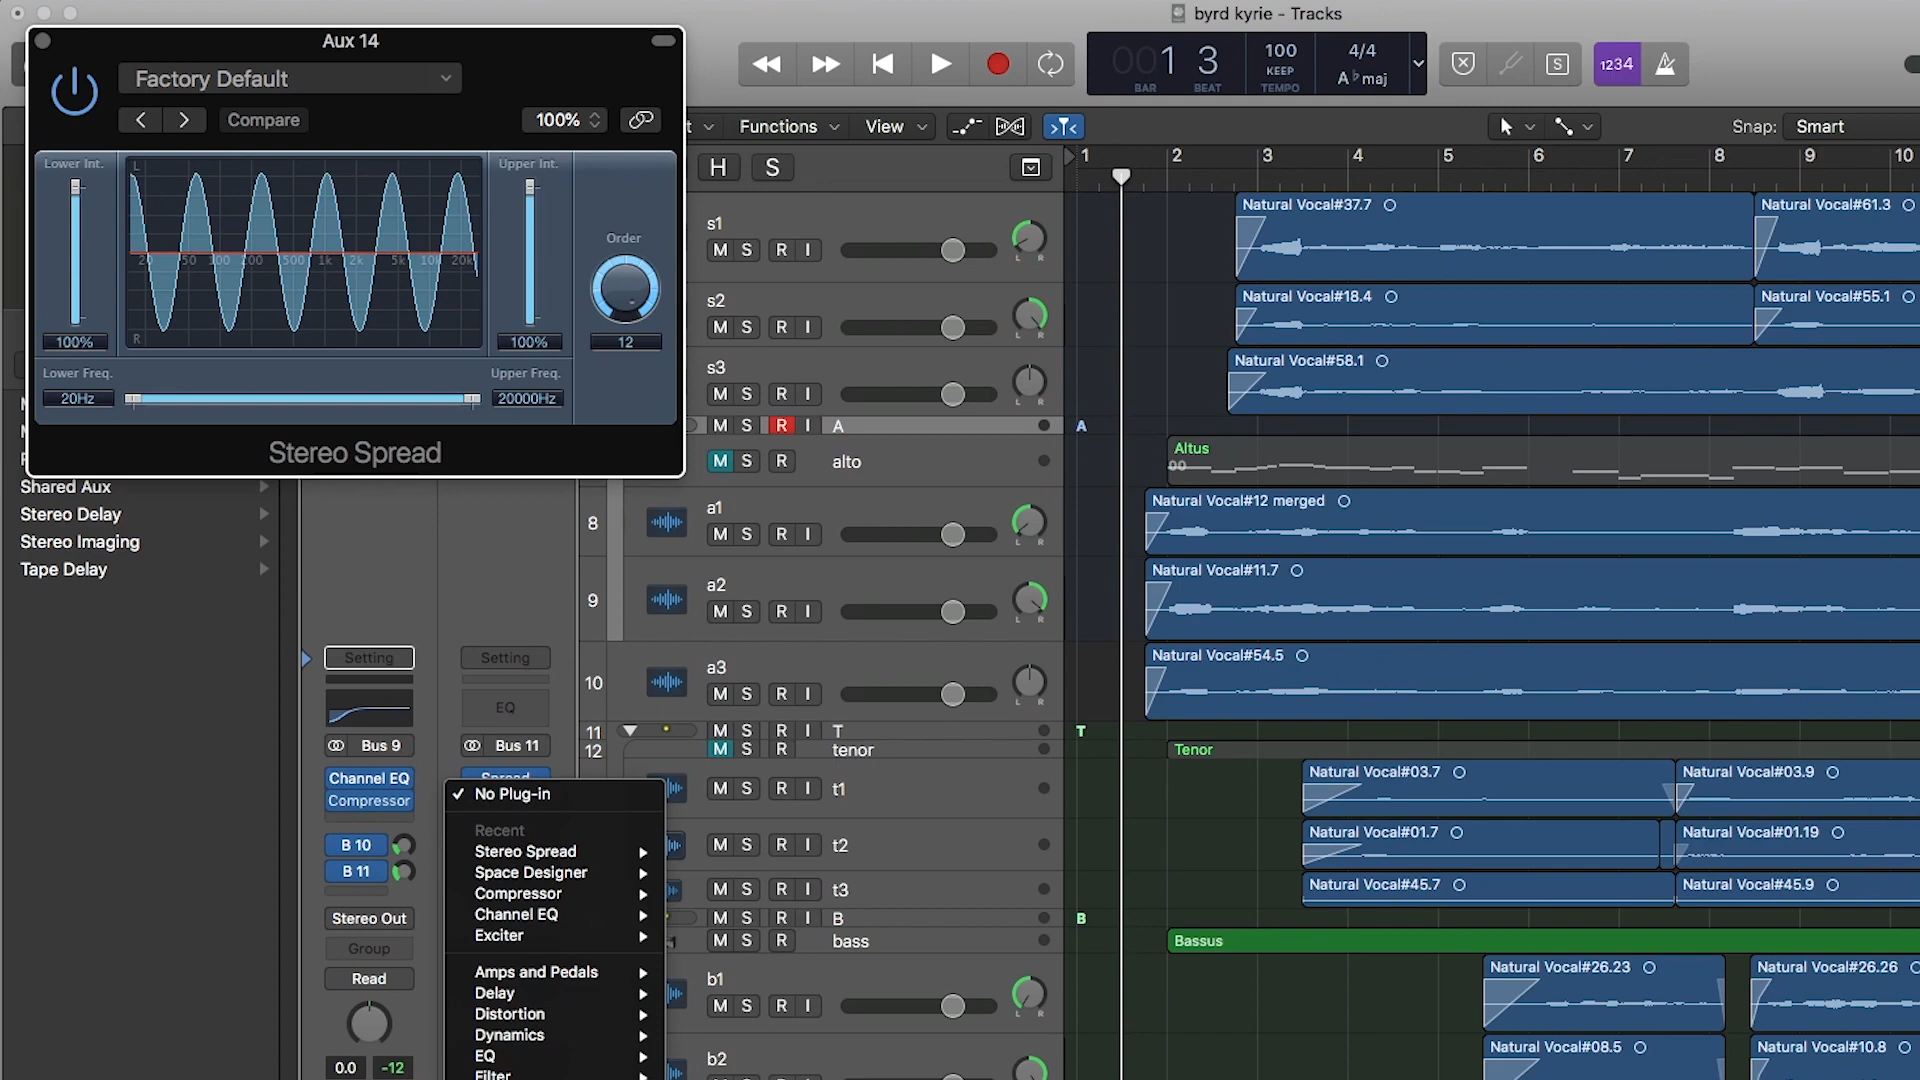 byrd kyrie - Tracks
Aux 14
Factory Default
Compare
100%
Lower Int.
Upper Int.
L
R
20 50 100 200 500 1k 2k 5k 10k 20k
Order
100%
100%
12
Lower Freq.
Upper Freq.
20Hz
20000Hz
Stereo Spread
001 3
BAR BEAT
100
KEEP
TEMPO
4/4
A♭maj
S
1234
Functions
View
Snap: Smart
H S
1 2 3 4 5 6 7 8 9 10
s1
M S R I
L R
s2
M S R I
L R
s3
M S R I
L R
M S R I A
M S R alto
8
a1
M S R I
L R
9
a2
M S R I
L R
10
a3
M S R I
L R
11
M S R I T
12
M S R tenor
M S R I t1
M S R I t2
M S R I t3
M S R I B
M S R bass
b1
M S R I
L R
b2
Natural Vocal#37.7
Natural Vocal#61.3
Natural Vocal#18.4
Natural Vocal#55.1
Natural Vocal#58.1
A
Altus
Natural Vocal#12 merged
Natural Vocal#11.7
Natural Vocal#54.5
T
Tenor
Natural Vocal#03.7
Natural Vocal#03.9
Natural Vocal#01.7
Natural Vocal#01.19
Natural Vocal#45.7
Natural Vocal#45.9
B
Bassus
Natural Vocal#26.23
Natural Vocal#26.26
Natural Vocal#08.5
Natural Vocal#10.8
Shared Aux
Stereo Delay
Stereo Imaging
Tape Delay
Setting
Setting
EQ
Bus 9
Bus 11
Channel EQ
Compressor
B 10
B 11
Stereo Out
Group
Read
0.0 -12
No Plug-in
Recent
Stereo Spread
Space Designer
Compressor
Channel EQ
Exciter
Amps and Pedals
Delay
Distortion
Dynamics
EQ
Filter